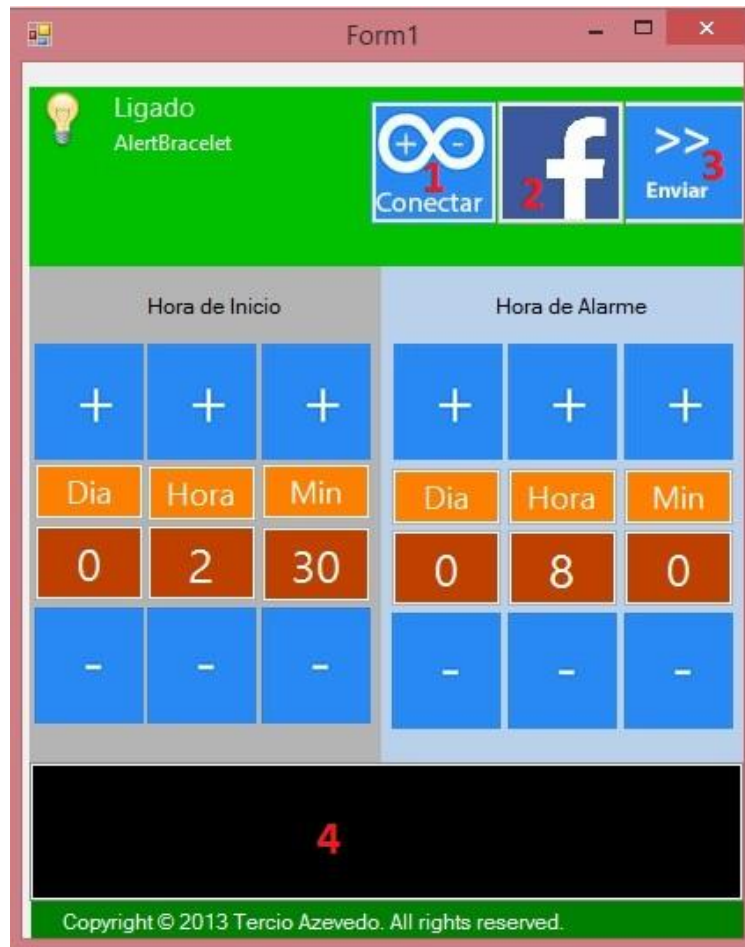 Form1
Ligado
AlertBracelet
1
Conectar
2
f
>>
3
Enviar
Hora de Inicio
Hora de Alarme
+ + + + + +
Dia Hora Min Dia Hora Min
0 2 30 0 8 0
- - - - - -
4
Copyright © 2013 Tercio Azevedo. All rights reserved.